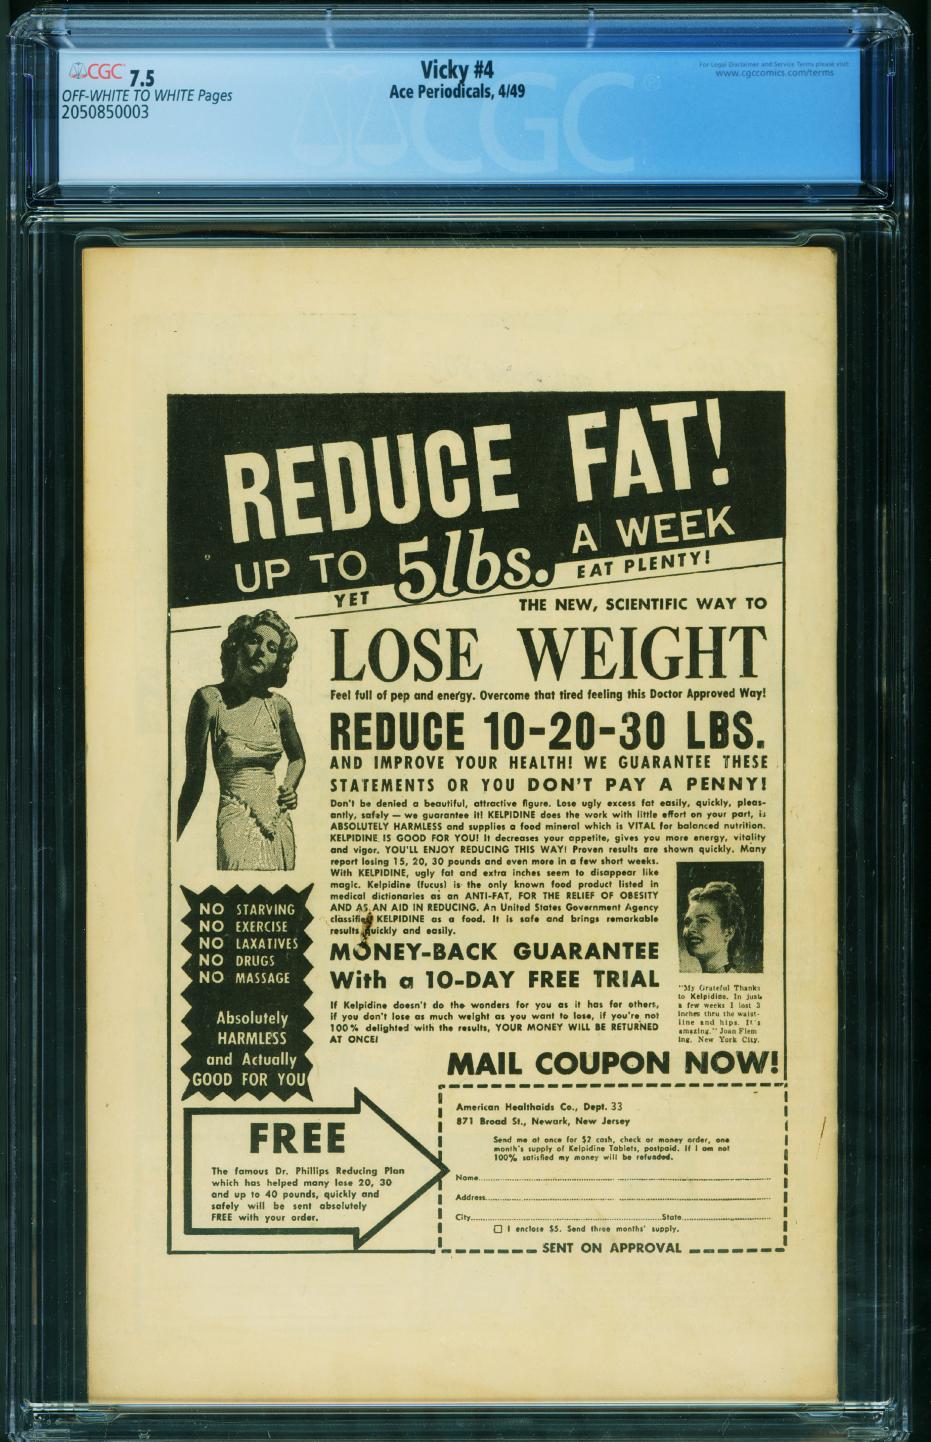 CGC 7.5
OFF-WHITE TO WHITE Pages
2050850003
Vicky #4
Ace Periodicals, 4/49
For Legal Disclaimer and Service Terms please visit:
www.cgccomics.com/terms
CGC
REDUCE FAT!
UP TO 5lbs. A WEEK
YET EAT PLENTY!
THE NEW, SCIENTIFIC WAY TO
LOSE WEIGHT
Feel full of pep and energy. Overcome that tired feeling this Doctor Approved Way!
REDUCE 10-20-30 LBS.
AND IMPROVE YOUR HEALTH! WE GUARANTEE THESE
STATEMENTS OR YOU DON'T PAY A PENNY!
Don't be denied a beautiful, attractive figure. Lose ugly excess fat easily, quickly, pleas-
antly, safely — we guarantee it! KELPIDINE does the work with little effort on your part, is
ABSOLUTELY HARMLESS and supplies a food mineral which is VITAL for balanced nutrition.
KELPIDINE IS GOOD FOR YOU! It decreases your appetite, gives you more energy, vitality
and vigor. YOU'LL ENJOY REDUCING THIS WAY! Proven results are shown quickly. Many
report losing 15, 20, 30 pounds and even more in a few short weeks.
With KELPIDINE, ugly fat and extra inches seem to disappear like
magic. Kelpidine (fucus) is the only known food product listed in
medical dictionaries as an ANTI-FAT, FOR THE RELIEF OF OBESITY
AND AS AN AID IN REDUCING. An United States Government Agency
classified KELPIDINE as a food. It is safe and brings remarkable
results quickly and easily.
MONEY-BACK GUARANTEE
With a 10-DAY FREE TRIAL
If Kelpidine doesn't do the wonders for you as it has for others,
if you don't lose as much weight as you want to lose, if you're not
100% delighted with the results, YOUR MONEY WILL BE RETURNED
AT ONCE!
"My Grateful Thanks
to Kelpidine. In just
a few weeks I lost 3
inches thru the waist-
line and hips. It's
amazing." Joan Flem
ing, New York City.
NO STARVING
NO EXERCISE
NO LAXATIVES
NO DRUGS
NO MASSAGE
Absolutely
HARMLESS
and Actually
GOOD FOR YOU
MAIL COUPON NOW!
FREE
The famous Dr. Phillips Reducing Plan
which has helped many lose 20, 30
and up to 40 pounds, quickly and
safely will be sent absolutely
FREE with your order.
American Healthaids Co., Dept. 33
871 Broad St., Newark, New Jersey
Send me at once for $2 cash, check or money order, one
month's supply of Kelpidine Tablets, postpaid. If I am not
100% satisfied my money will be refunded.
Name
Address
City State
☐ I enclose $5. Send three months' supply.
SENT ON APPROVAL